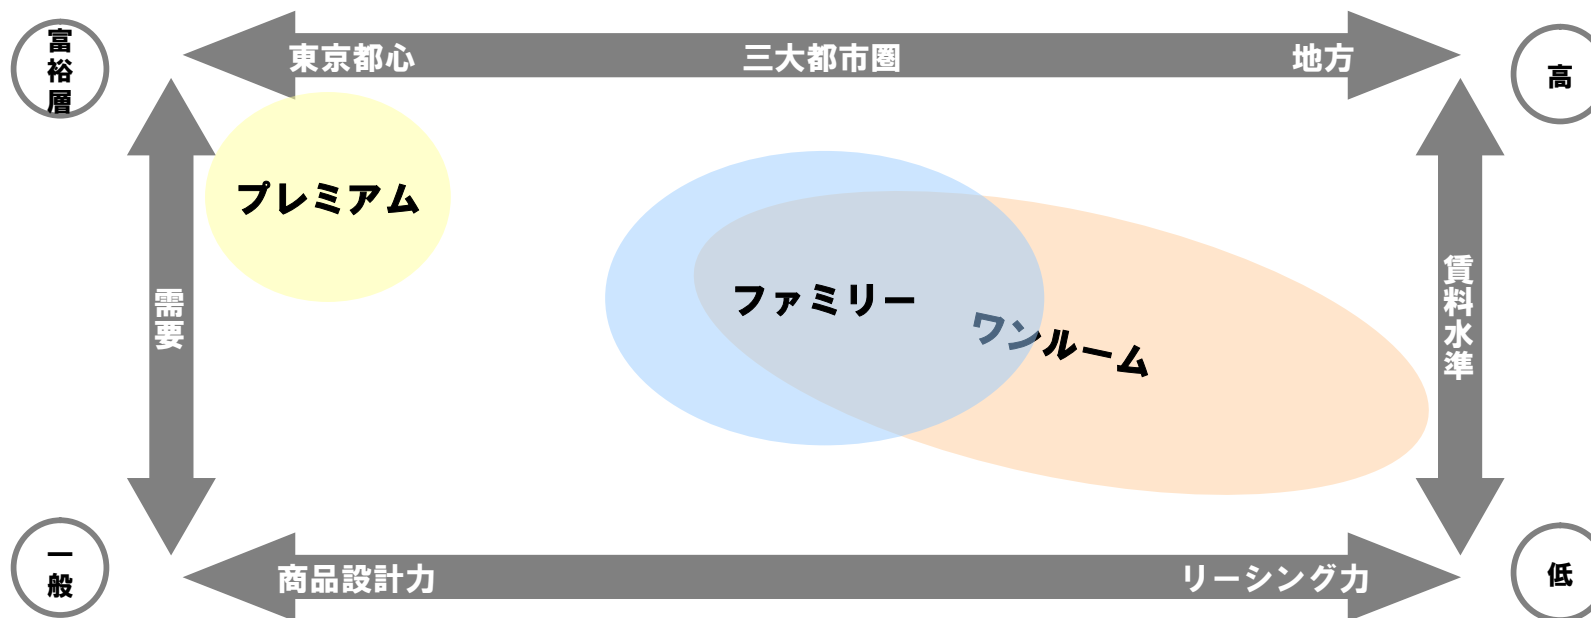 富裕層
東京都心
三大都市圏
地方
高
プレミアム
需要
ファミリー
ワンルーム
賃料水準
一般
商品設計力
リーシング力
低